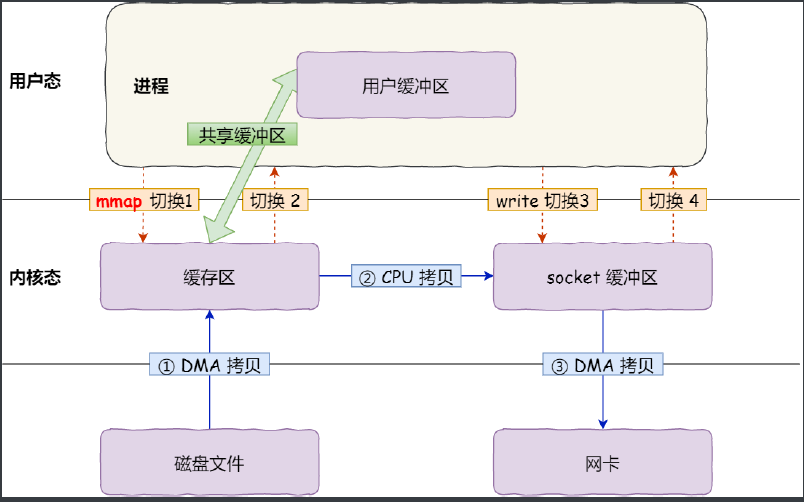 用户态
进程
用户缓冲区
共享缓冲区
mmap 切换1
切换 2
write 切换3
切换 4
内核态
缓存区
② CPU 拷贝
socket 缓冲区
① DMA 拷贝
③ DMA 拷贝
磁盘文件
网卡